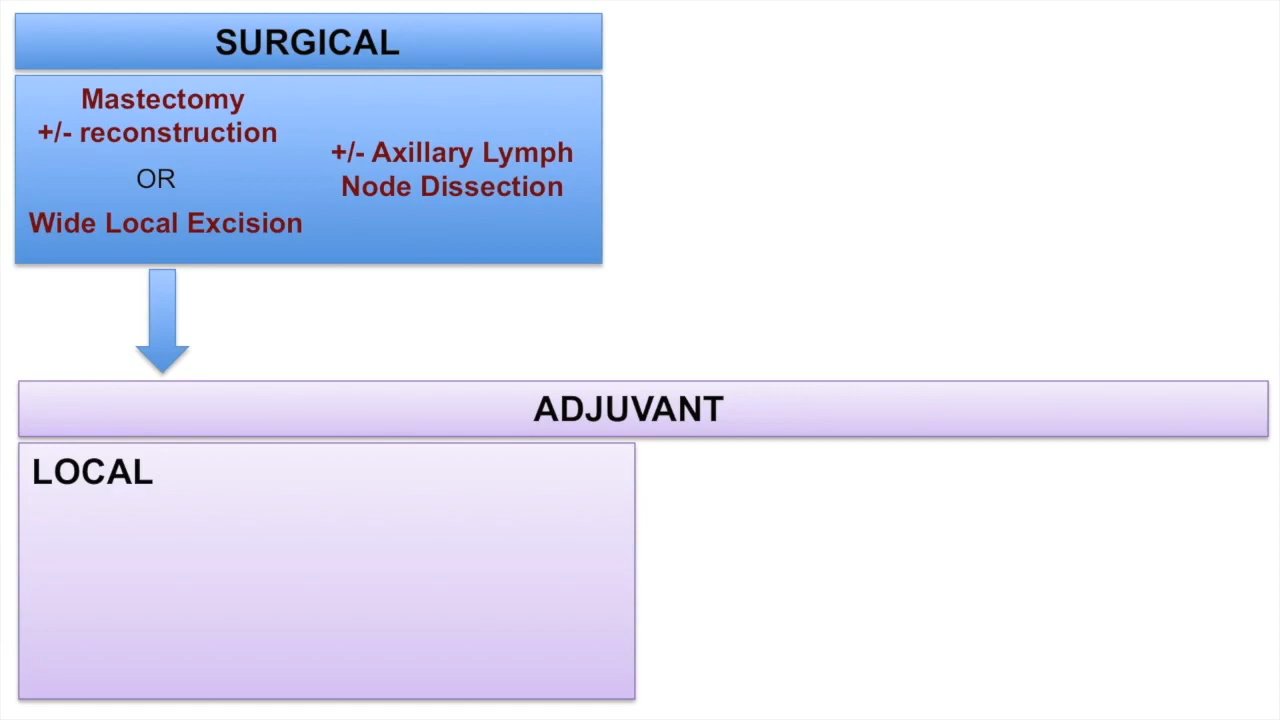 SURGICAL
Mastectomy
+/- reconstruction
OR
Wide Local Excision
+/- Axillary Lymph
Node Dissection
ADJUVANT
LOCAL